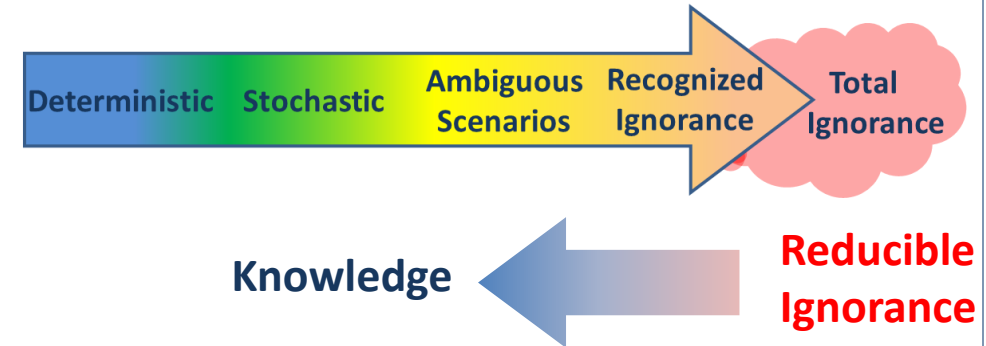 Deterministic
Stochastic
Ambiguous
Scenarios
Recognized
Ignorance
Total
Ignorance
Knowledge
Reducible
Ignorance